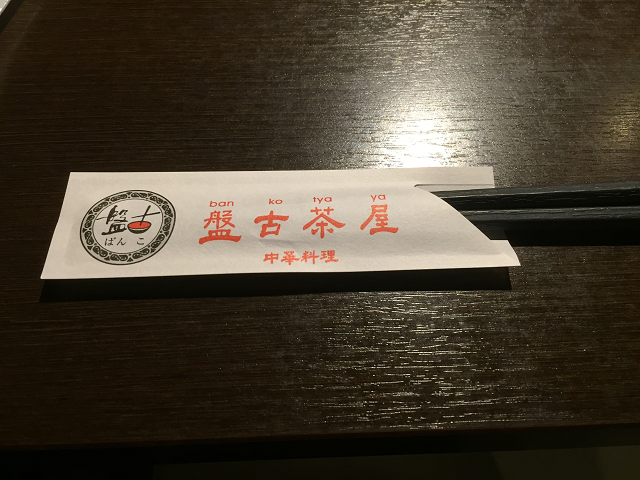 盤古
ばんこ
ban ko tya ya
盤古茶屋
中華料理